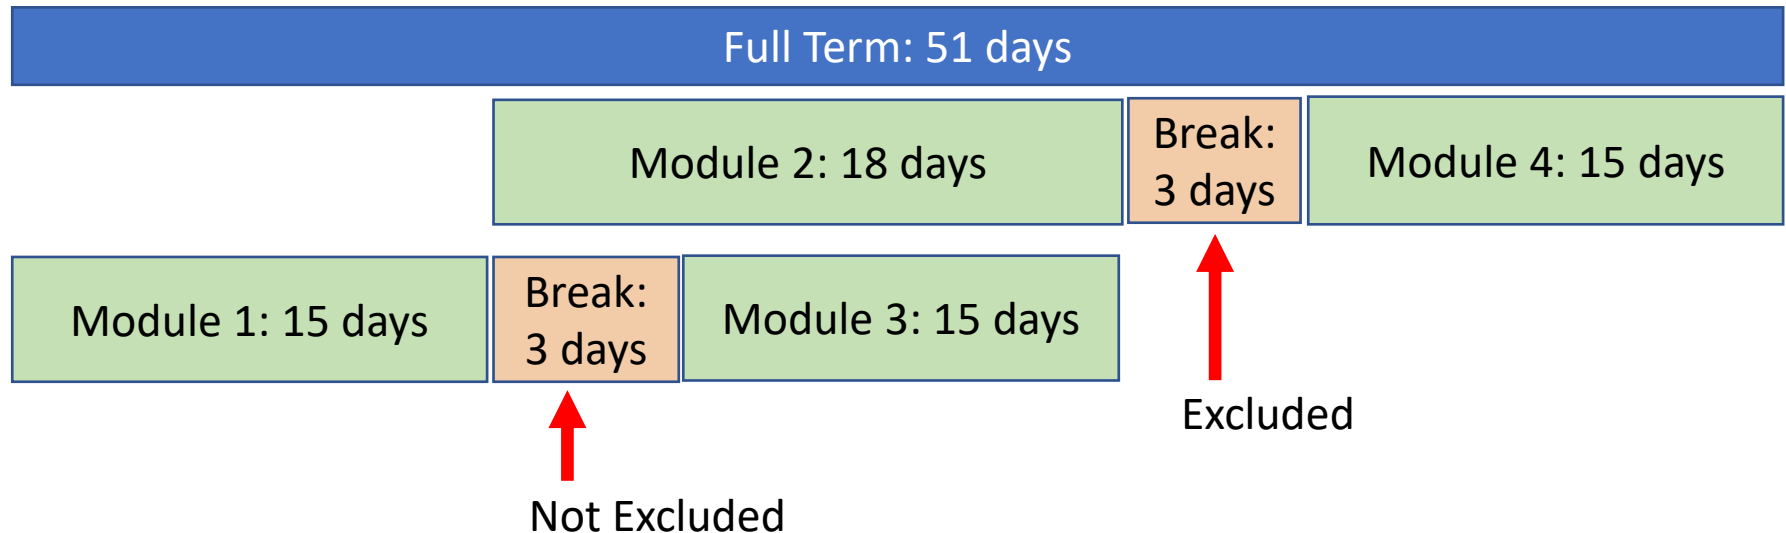 Full Term: 51 days
Module 2: 18 days
Break:
3 days
Module 4: 15 days
Module 1: 15 days
Break:
3 days
Module 3: 15 days
Excluded
Not Excluded